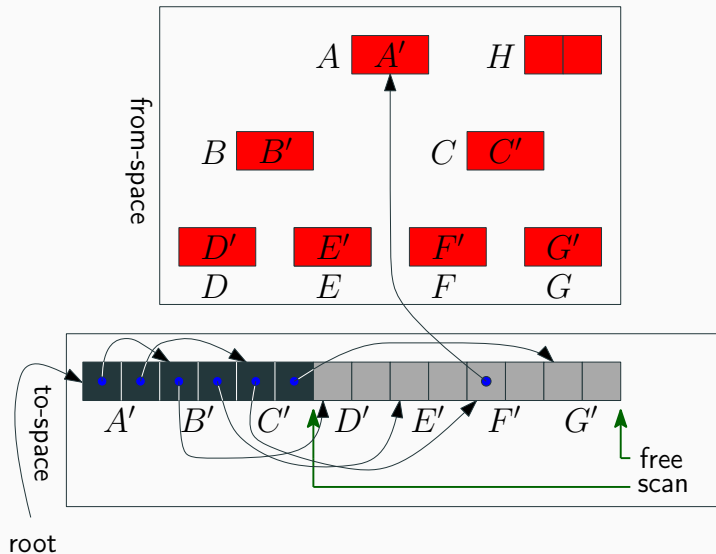 from-space
A A′ H
B B′ C C′
D′ E′ F′ G′
D E F G
to-space
A′ B′ C′ D′ E′ F′ G′
free
scan
root